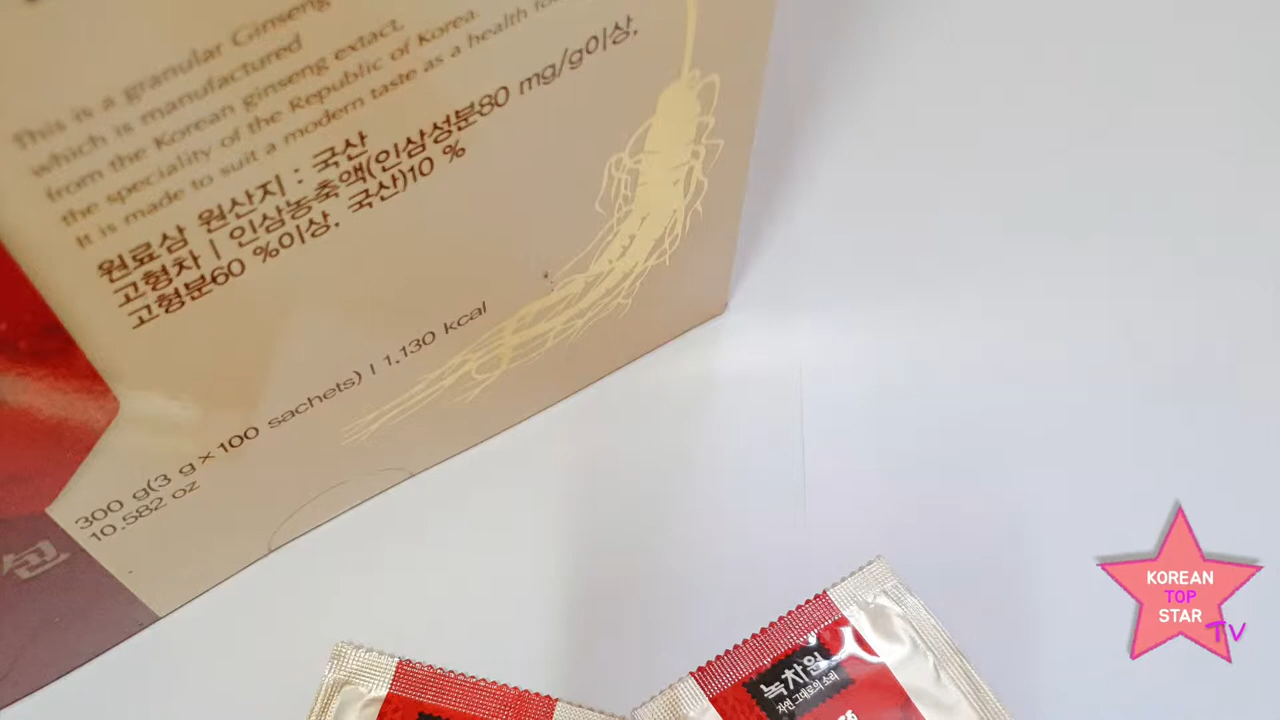 This is a granular Ginseng
which is manufactured
from the Korean ginseng extact,
the speciality of the Republic of Korea
It is made to suit a modern taste as a health
원료삼 원산지 : 국산
고형차 | 인삼농축액(인삼성분80 mg/g이상,
고형분60 %이상, 국산)10 %
300 g(3 g×100 sachets) | 1,130 kcal
10.582 oz
包
녹차원
자연 그대로의 소리
KOREAN
TOP
STAR
TV